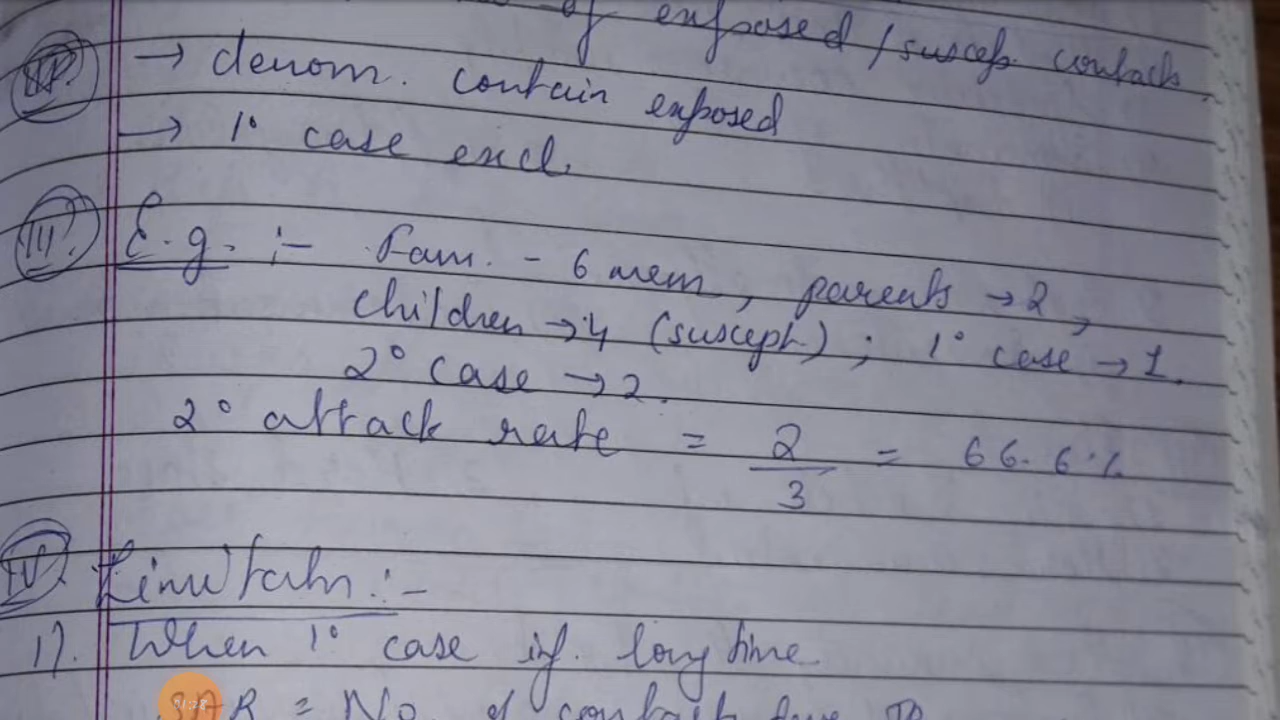 of exposed / suscep. contacts.
II). → denom. contain exposed
→ 1° case excl.
III). E.g. :- Fam. - 6 mem, parents → 2,
children → 4 (suscept.) ; 1° case → 1.
2° case → 2.
2° attack rate = 2/3 = 66.6%
IV). Limitatn :-
1). When 1° case inf. long time
SAR = No. of contact